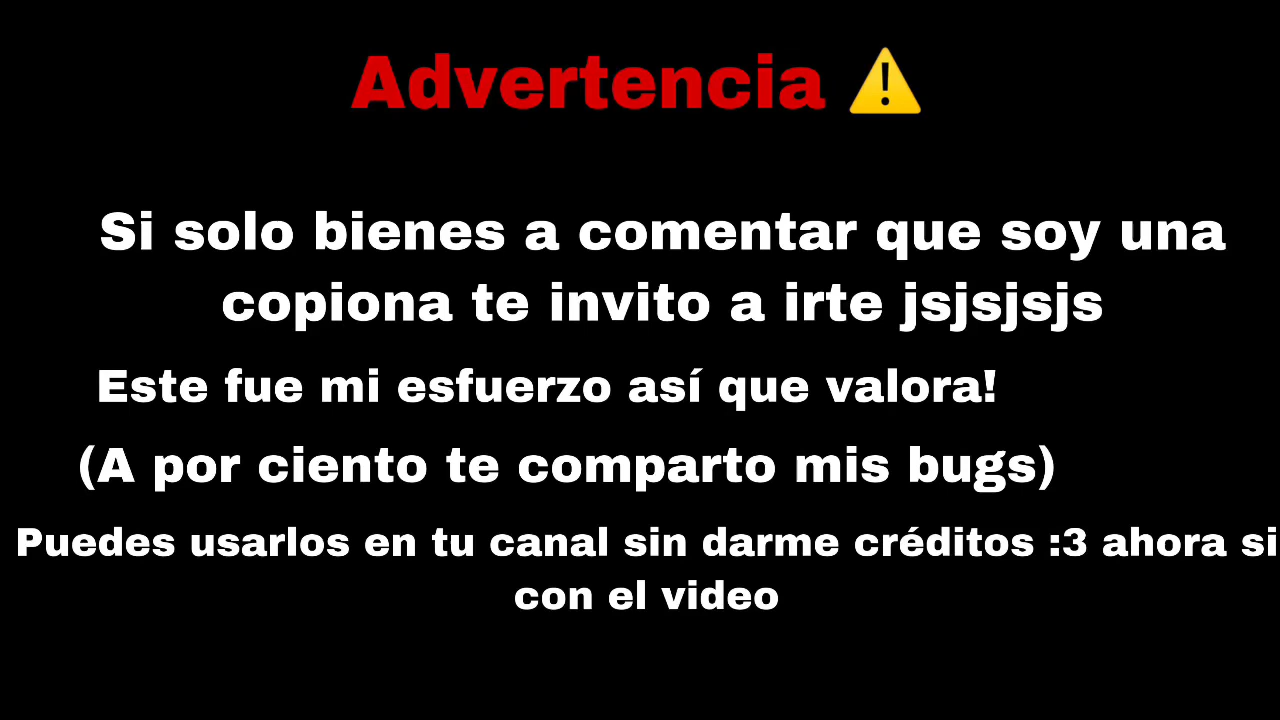 Advertencia ⚠️
Si solo bienes a comentar que soy una
copiona te invito a irte jsjsjsjs
Este fue mi esfuerzo así que valora!
(A por ciento te comparto mis bugs)
Puedes usarlos en tu canal sin darme créditos :3 ahora si
con el video